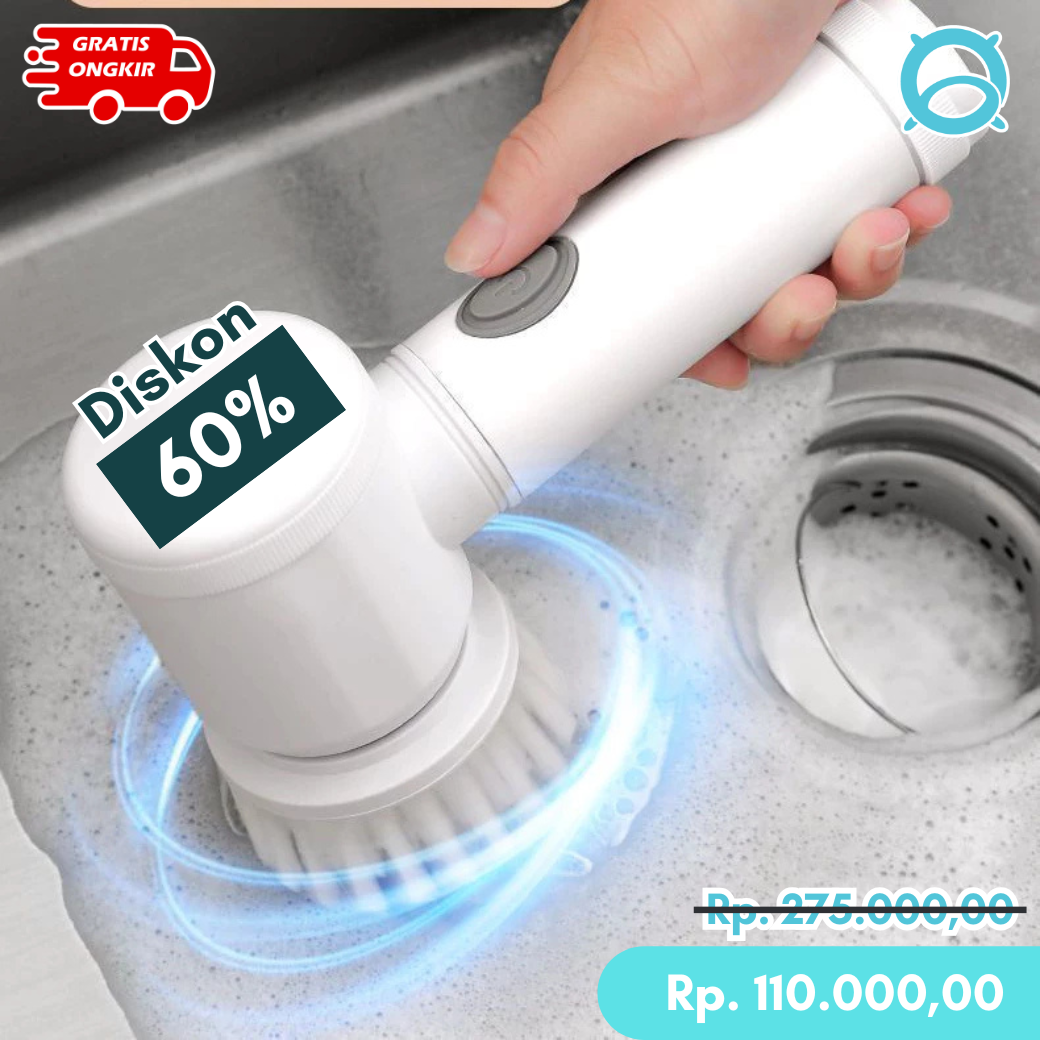 GRATIS
ONGKIR
Diskon
60%
Rp. 275.000,00
Rp. 110.000,00